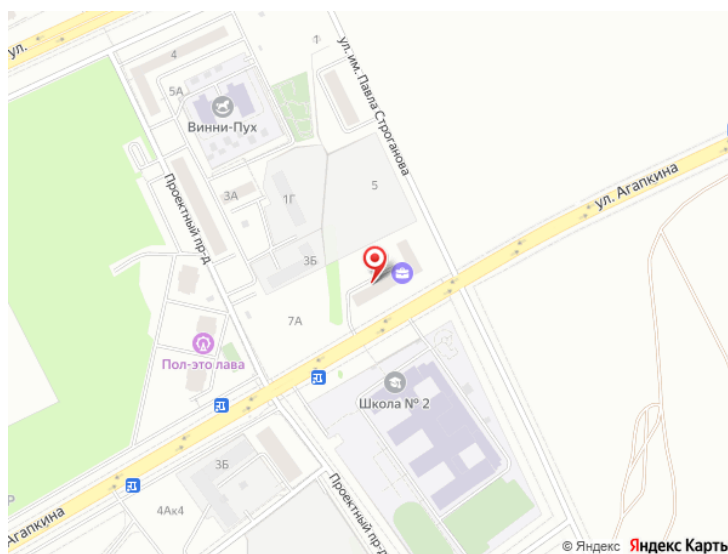 ул.
4
1
5А
Винни-Пух
ул. им. Павла Строганова
ул. Агапкина
Проектный пр-д
3А
1Г
5
3Б
7А
Пол-это лава
Школа № 2
3Б
Проектный пр-д
4Ак4
Агапкина
© Яндекс Яндекс Карты